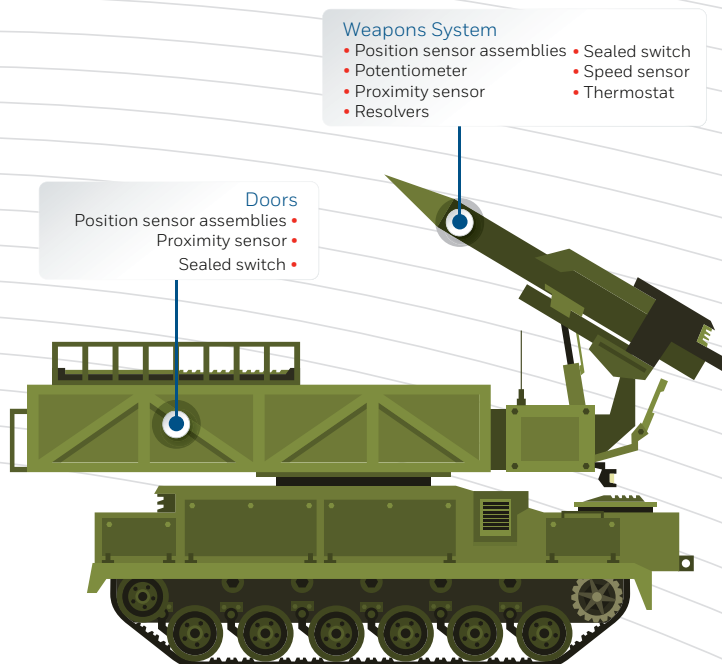 Weapons System
• Position sensor assemblies • Sealed switch
• Potentiometer • Speed sensor
• Proximity sensor • Thermostat
• Resolvers
Doors
Position sensor assemblies •
Proximity sensor •
Sealed switch •